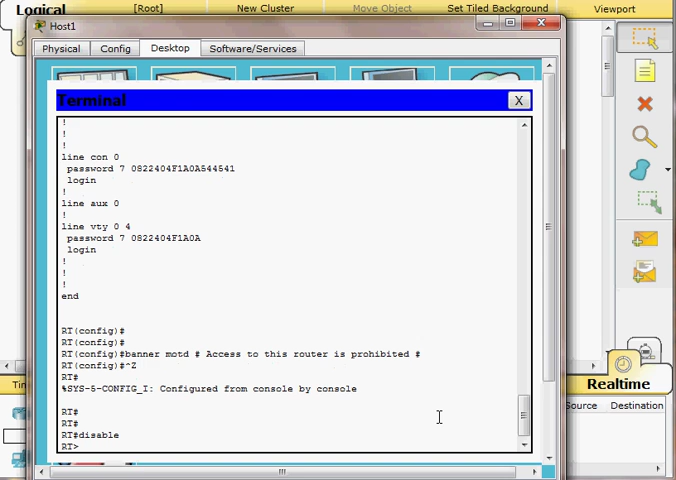 Logical
[Root]
New Cluster
Move Object
Set Tiled Background
Viewport
Host1
Physical
Config
Desktop
Software/Services
Terminal
X
!
!
!
line con 0
password 7 0822404F1A0A544541
login
!
line aux 0
!
line vty 0 4
password 7 0822404F1A0A
login
!
!
!
end
RT(config)#
RT(config)#
RT(config)#banner motd # Access to this router is prohibited #
RT(config)#^Z
RT#
%SYS-5-CONFIG_I: Configured from console by console
RT#
RT#
RT#disable
RT>
Realtime
Source
Destination